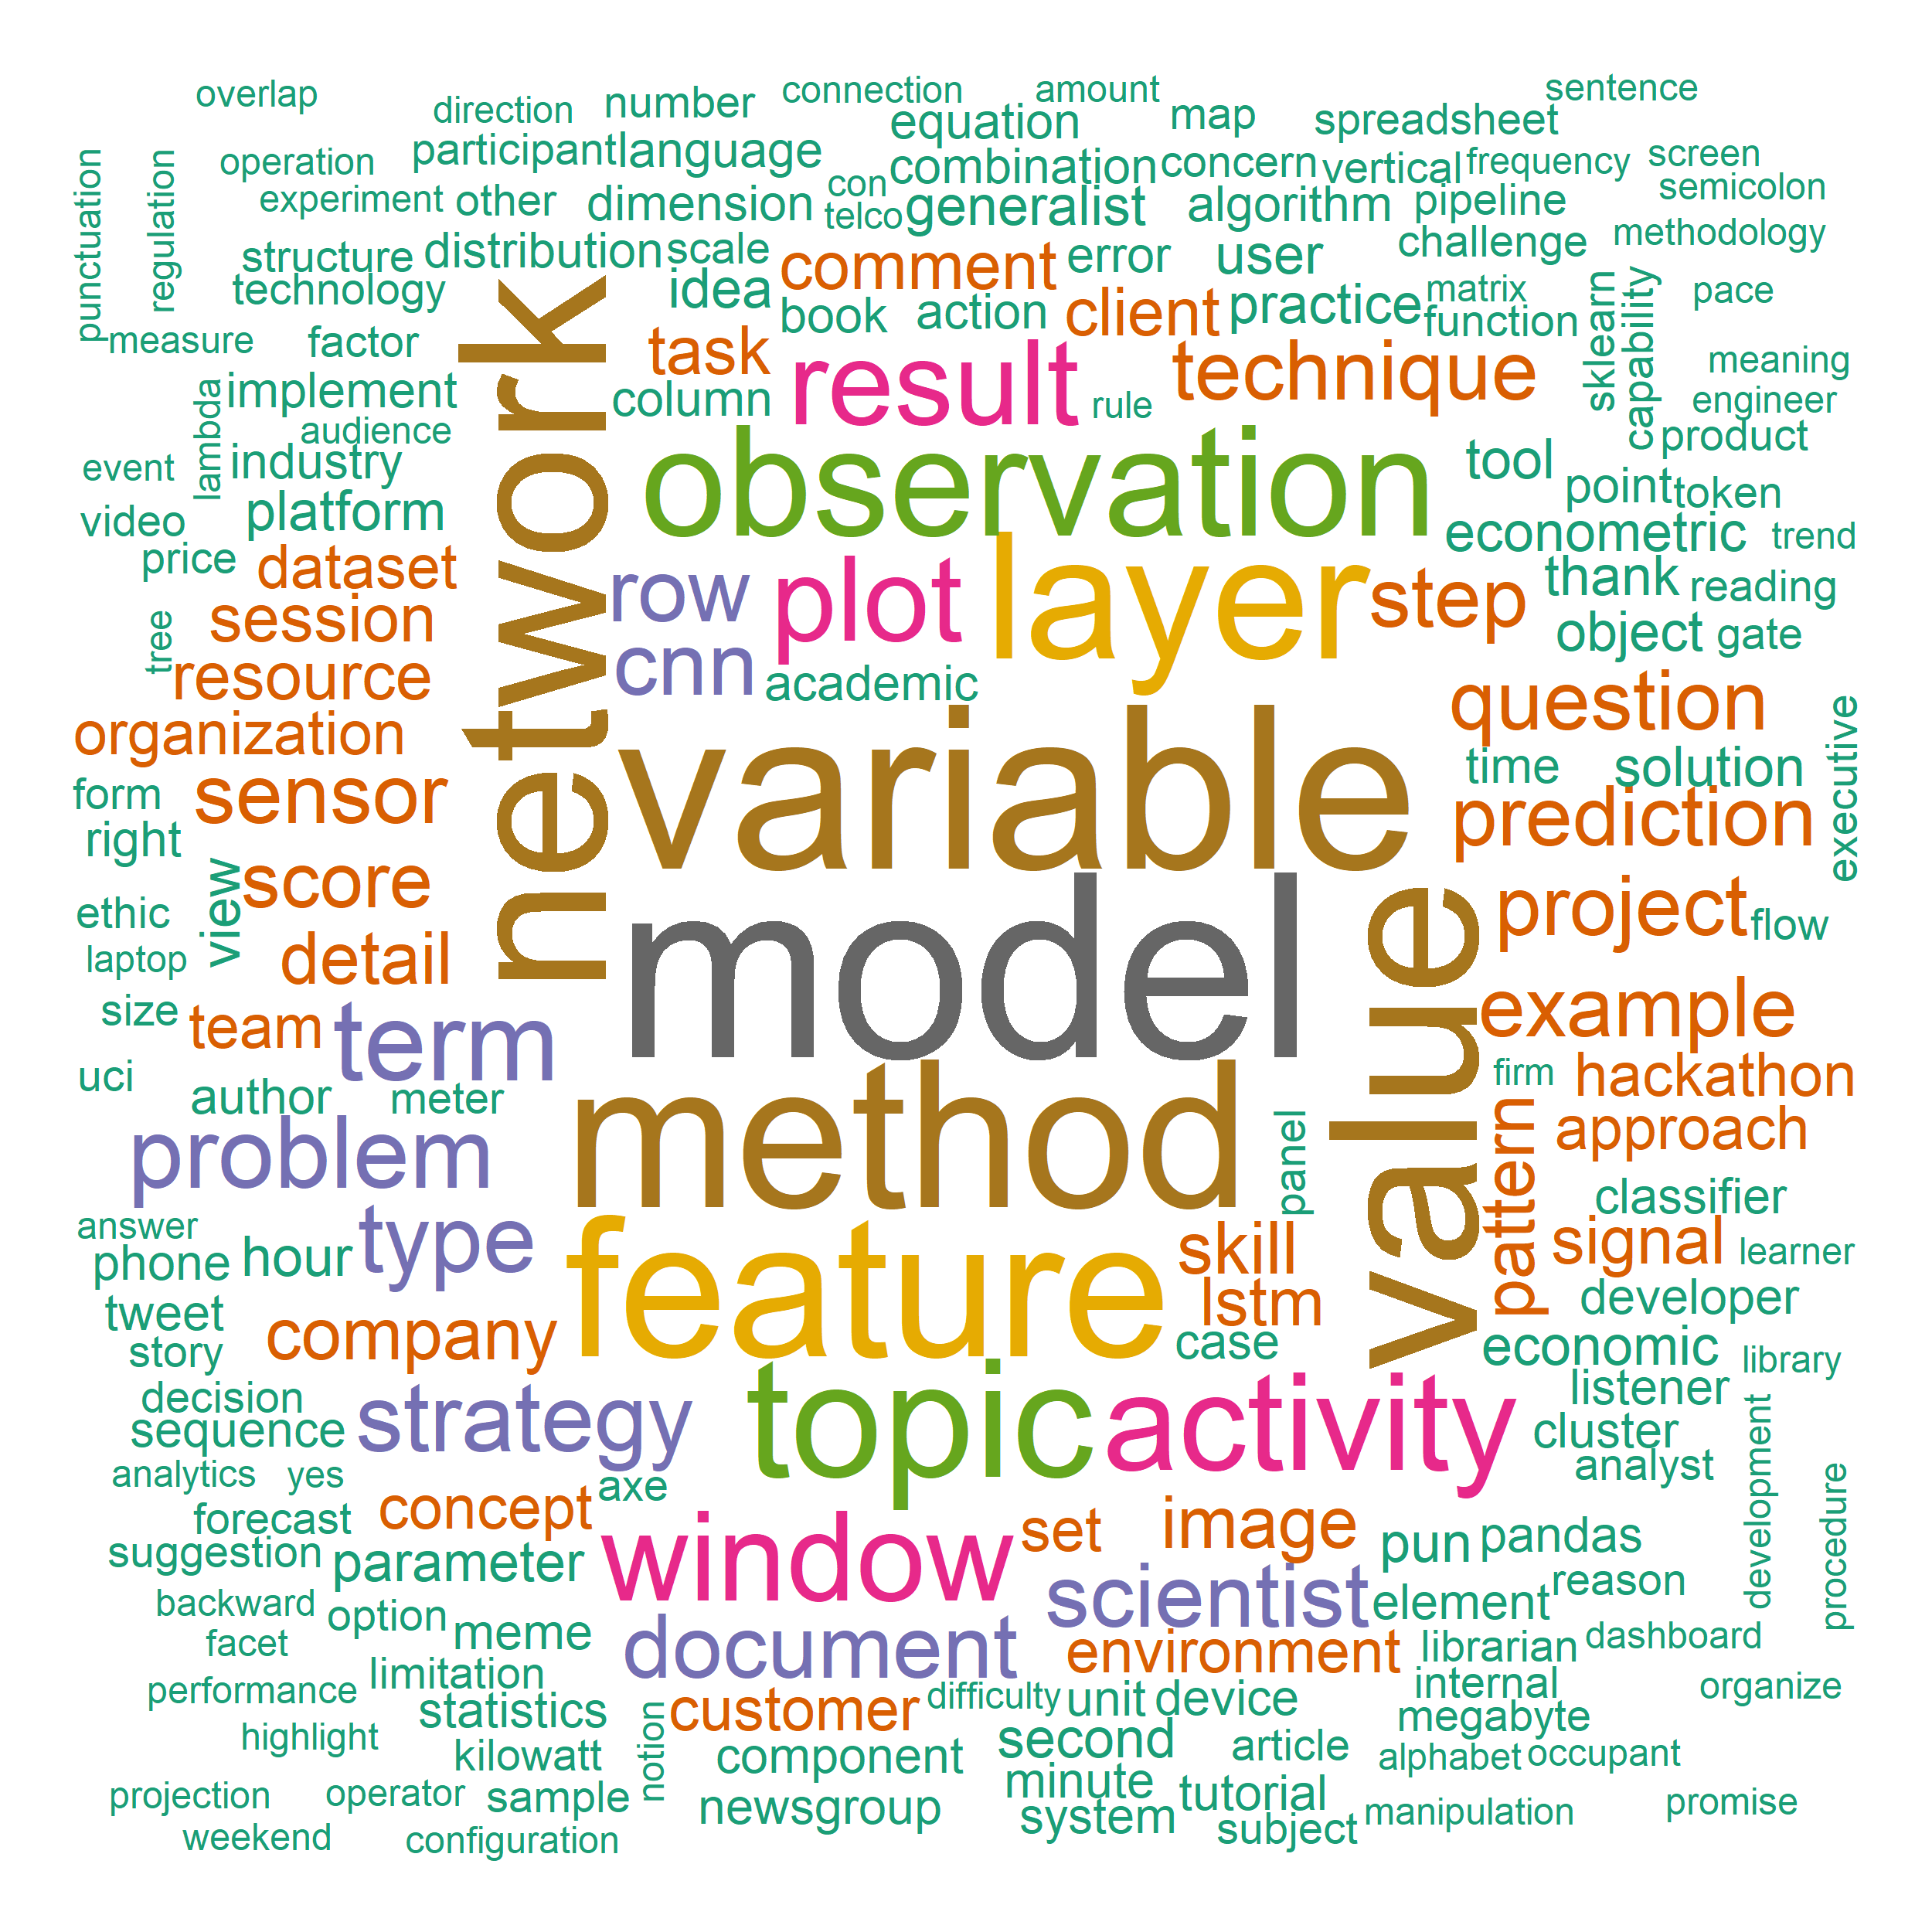 overlap
direction
number
connection
amount
map
sentence
equation
spreadsheet
punctuation
regulation
operation
participant
language
combination
concern
vertical
frequency
screen
experiment
other
dimension
con
telco
generalist
algorithm
pipeline
semicolon
structure
distribution
scale
comment
error
user
challenge
methodology
technology
idea
book
action
client
practice
matrix
function
sklearn
capability
pace
measure
factor
network
task
result
technique
meaning
lambda
implement
column
rule
engineer
audience
product
event
industry
observation
tool
video
platform
point
token
price
dataset
row
plot
layer
step
econometric
trend
thank
reading
tree
session
cnn
object
gate
resource
academic
question
organization
variable
time
solution
executive
form
sensor
prediction
right
view
score
model
value
project
flow
ethic
laptop
detail
size
team
term
example
uci
author
meter
method
firm
hackathon
problem
panel
pattern
approach
classifier
answer
phone
hour
type
feature
skill
signal
learner
tweet
lstm
developer
story
company
case
economic
library
decision
strategy
topic
activity
listener
sequence
cluster
analytics
yes
axe
analyst
development
procedure
forecast
concept
window
set
image
pun
pandas
suggestion
parameter
scientist
reason
backward
option
meme
element
facet
document
environment
librarian
dashboard
performance
limitation
internal
organize
statistics
notion
customer
difficulty
unit
device
megabyte
highlight
kilowatt
component
second
article
alphabet
occupant
projection
operator
sample
newsgroup
minute
tutorial
manipulation
promise
weekend
configuration
system
subject